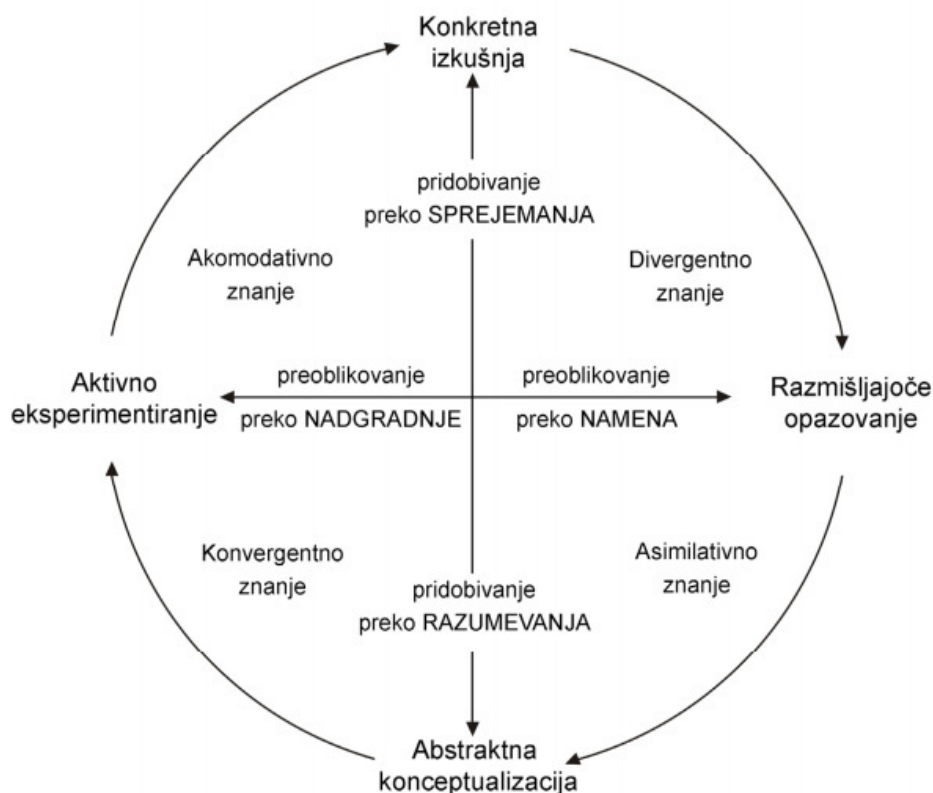 Konkretna
izkušnja
pridobivanje
preko SPREJEMANJA
Akomodativno
znanje
Divergentno
znanje
Aktivno
eksperimentiranje
preoblikovanje
preko NADGRADNJE
preoblikovanje
preko NAMENA
Razmišljajoče
opazovanje
Konvergentno
znanje
Asimilativno
znanje
pridobivanje
preko RAZUMEVANJA
Abstraktna
konceptualizacija